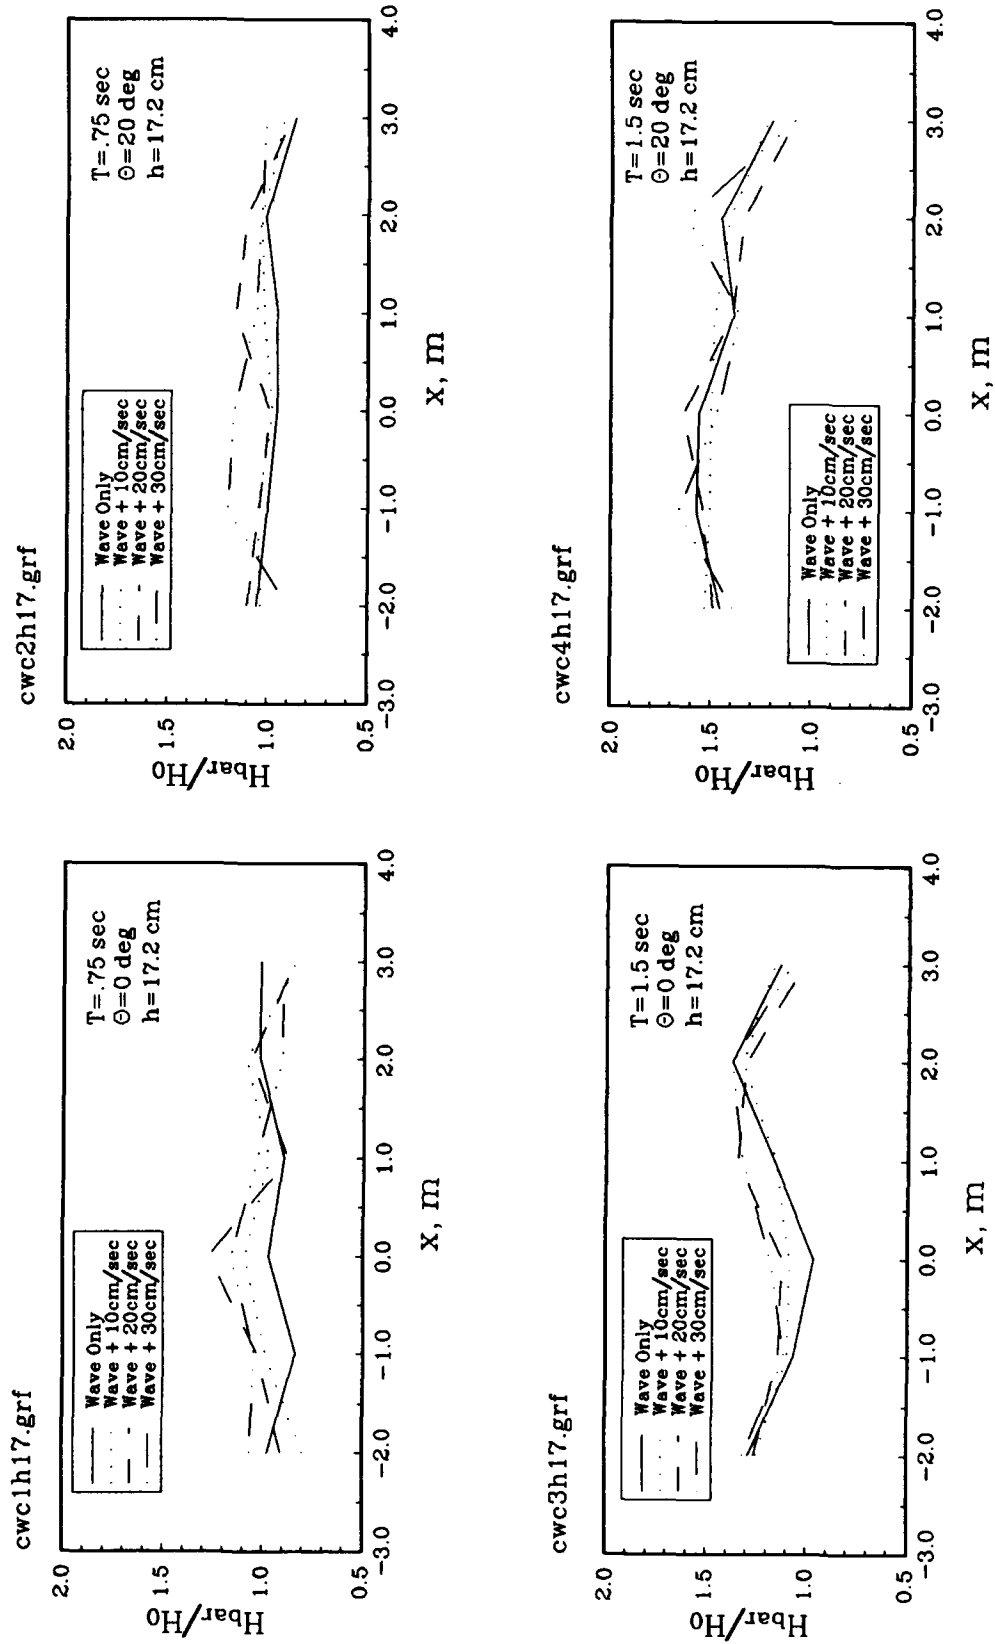 cwc1h17.grf
T=.75 sec
Θ=0 deg
h=17.2 cm
Wave Only
Wave + 10cm/sec
Wave + 20cm/sec
Wave + 30cm/sec
2.0
1.5
1.0
0.5
Hbar/Ho
-3.0 -2.0 -1.0 0.0 1.0 2.0 3.0 4.0
x, m
cwc2h17.grf
T=.75 sec
Θ=20 deg
h=17.2 cm
Wave Only
Wave + 10cm/sec
Wave + 20cm/sec
Wave + 30cm/sec
2.0
1.5
1.0
0.5
Hbar/Ho
-3.0 -2.0 -1.0 0.0 1.0 2.0 3.0 4.0
x, m
cwc3h17.grf
T=1.5 sec
Θ=0 deg
h=17.2 cm
Wave Only
Wave + 10cm/sec
Wave + 20cm/sec
Wave + 30cm/sec
2.0
1.5
1.0
0.5
Hbar/Ho
-3.0 -2.0 -1.0 0.0 1.0 2.0 3.0 4.0
x, m
cwc4h17.grf
T=1.5 sec
Θ=20 deg
h=17.2 cm
Wave Only
Wave + 10cm/sec
Wave + 20cm/sec
Wave + 30cm/sec
2.0
1.5
1.0
0.5
Hbar/Ho
-3.0 -2.0 -1.0 0.0 1.0 2.0 3.0 4.0
x, m